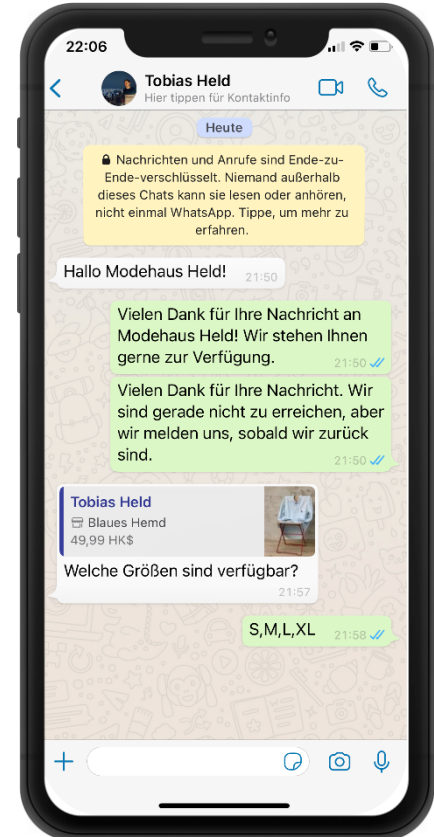 22:06
Tobias Held
Hier tippen für Kontaktinfo
Heute
Nachrichten und Anrufe sind Ende-zu-
Ende-verschlüsselt. Niemand außerhalb
dieses Chats kann sie lesen oder anhören,
nicht einmal WhatsApp. Tippe, um mehr zu
erfahren.
Hallo Modehaus Held! 21:50
Vielen Dank für Ihre Nachricht an
Modehaus Held! Wir stehen Ihnen
gerne zur Verfügung. 21:50
Vielen Dank für Ihre Nachricht. Wir
sind gerade nicht zu erreichen, aber
wir melden uns, sobald wir zurück
sind. 21:50
Tobias Held
Blaues Hemd
49,99 HK$
Welche Größen sind verfügbar?
21:57
S,M,L,XL 21:58